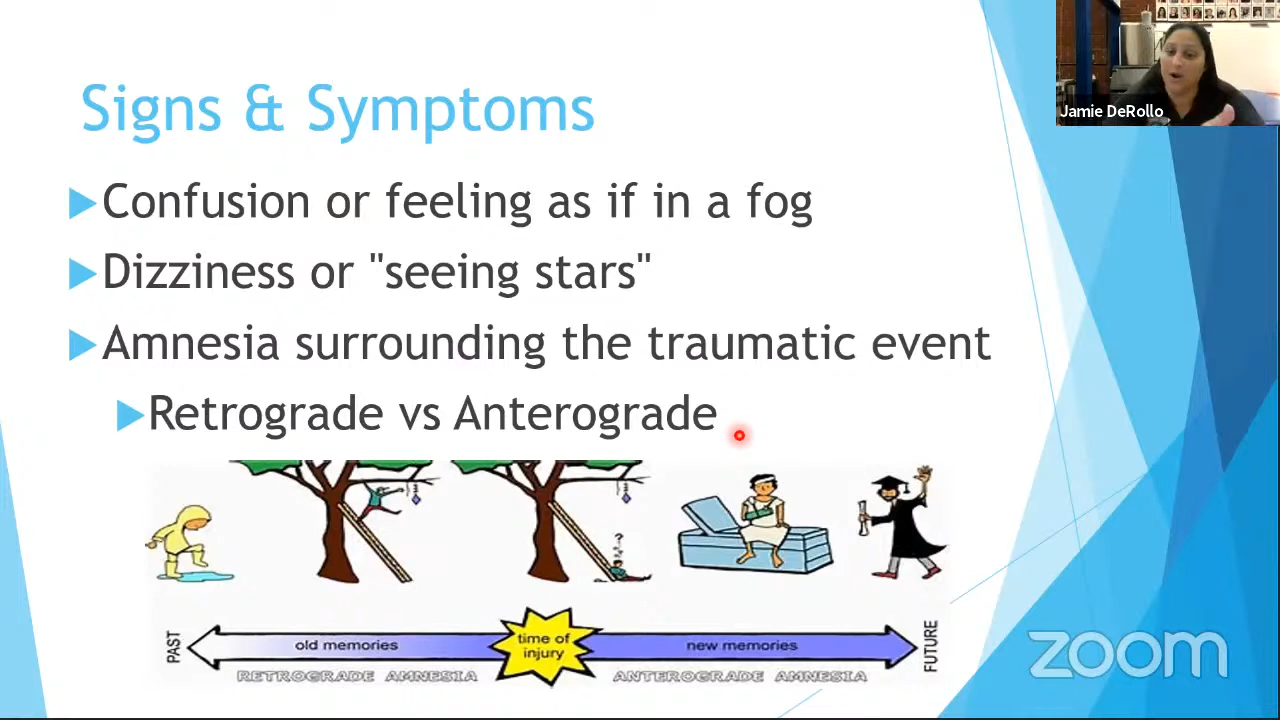 Jamie DeRollo
Signs & Symptoms
Confusion or feeling as if in a fog
Dizziness or "seeing stars"
Amnesia surrounding the traumatic event
Retrograde vs Anterograde
?
PAST
old memories
time of
injury
new memories
FUTURE
RETROGRADE AMNESIA
ANTEROGRADE AMNESIA
zoom